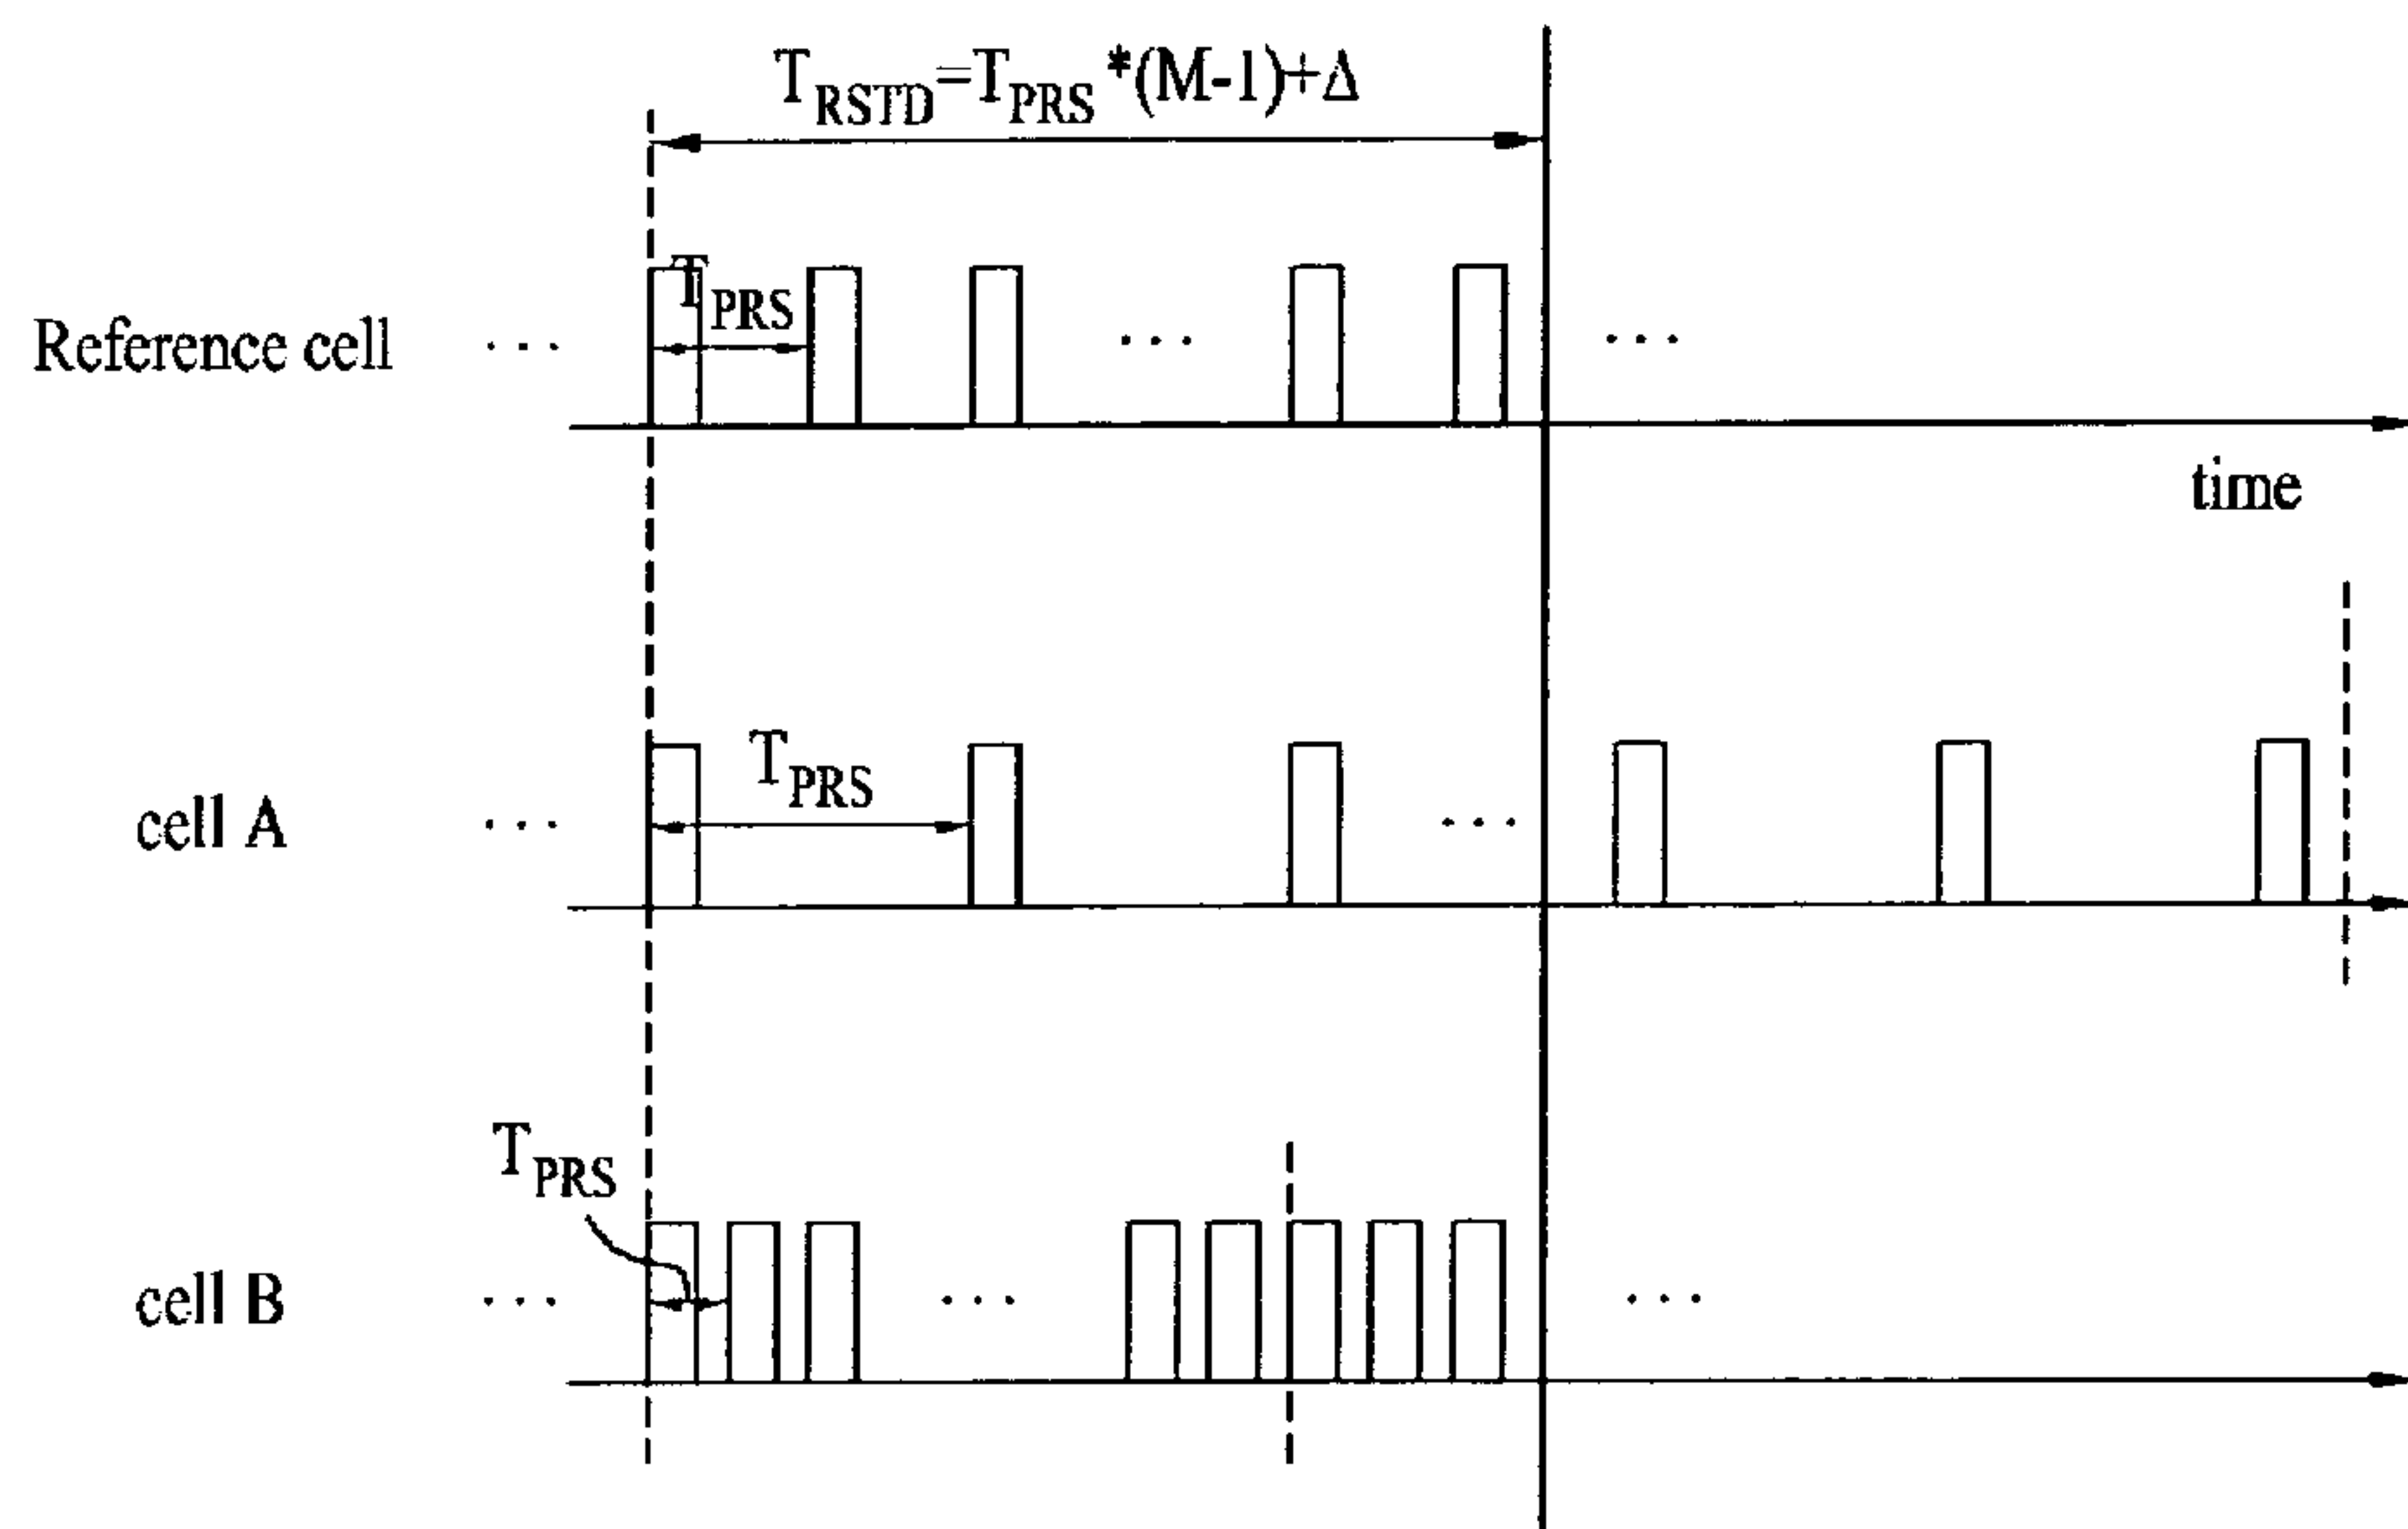 T_RSTD=T_PRS*(M-1)+Δ
T_PRS
Reference cell ... ... ...
time
T_PRS
cell A ... ...
T_PRS
cell B ... ... ...